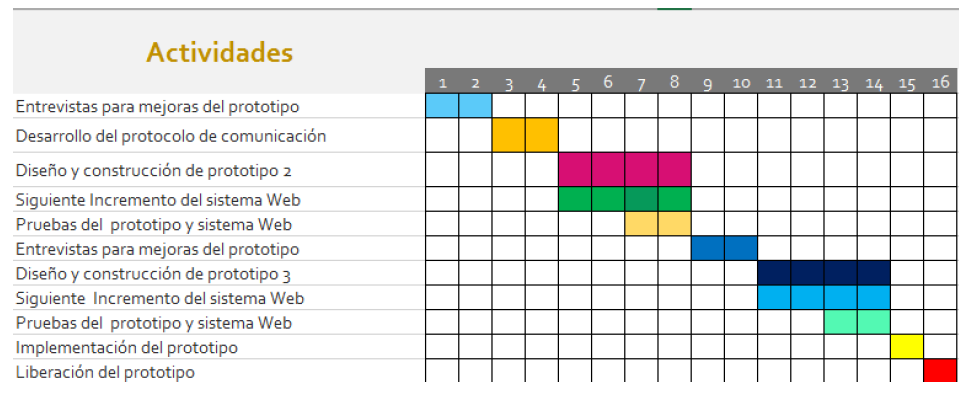 Actividades
1 2 3 4 5 6 7 8 9 10 11 12 13 14 15 16
Entrevistas para mejoras del prototipo
Desarrollo del protocolo de comunicación
Diseño y construcción de prototipo 2
Siguiente Incremento del sistema Web
Pruebas del prototipo y sistema Web
Entrevistas para mejoras del prototipo
Diseño y construcción de prototipo 3
Siguiente Incremento del sistema Web
Pruebas del prototipo y sistema Web
Implementación del prototipo
Liberación del prototipo